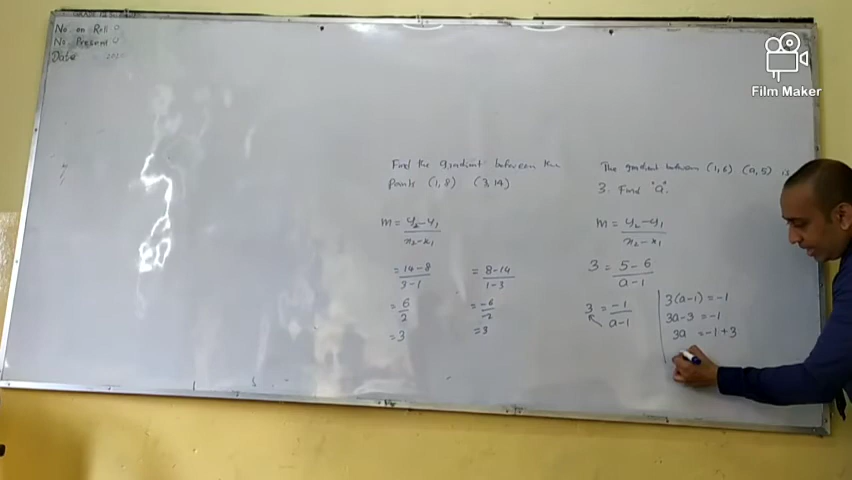 No on Roll 0
No Present 0
Date 2020
Film Maker
Find the gradient between the
Points (1,8) (3,14)
m = y₂-y₁
x₂-x₁
= 14-8
3-1
= 6
2
= 3
= 8-14
1-3
= -6
-2
= 3
The gradient between (1,6) (a,5) is
3. Find "a".
m = y₂-y₁
x₂-x₁
3 = 5-6
a-1
3 = -1
a-1
3(a-1) = -1
3a-3 = -1
3a = -1+3